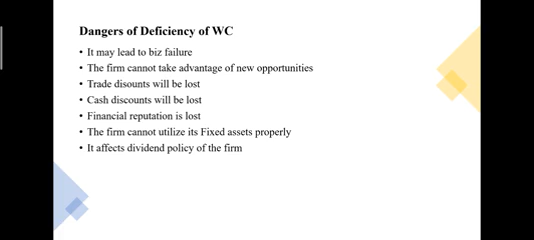 Dangers of Deficiency of WC
• It may lead to biz failure
• The firm cannot take advantage of new opportunities
• Trade disounts will be lost
• Cash discounts will be lost
• Financial reputation is lost
• The firm cannot utilize its Fixed assets properly
• It affects dividend policy of the firm